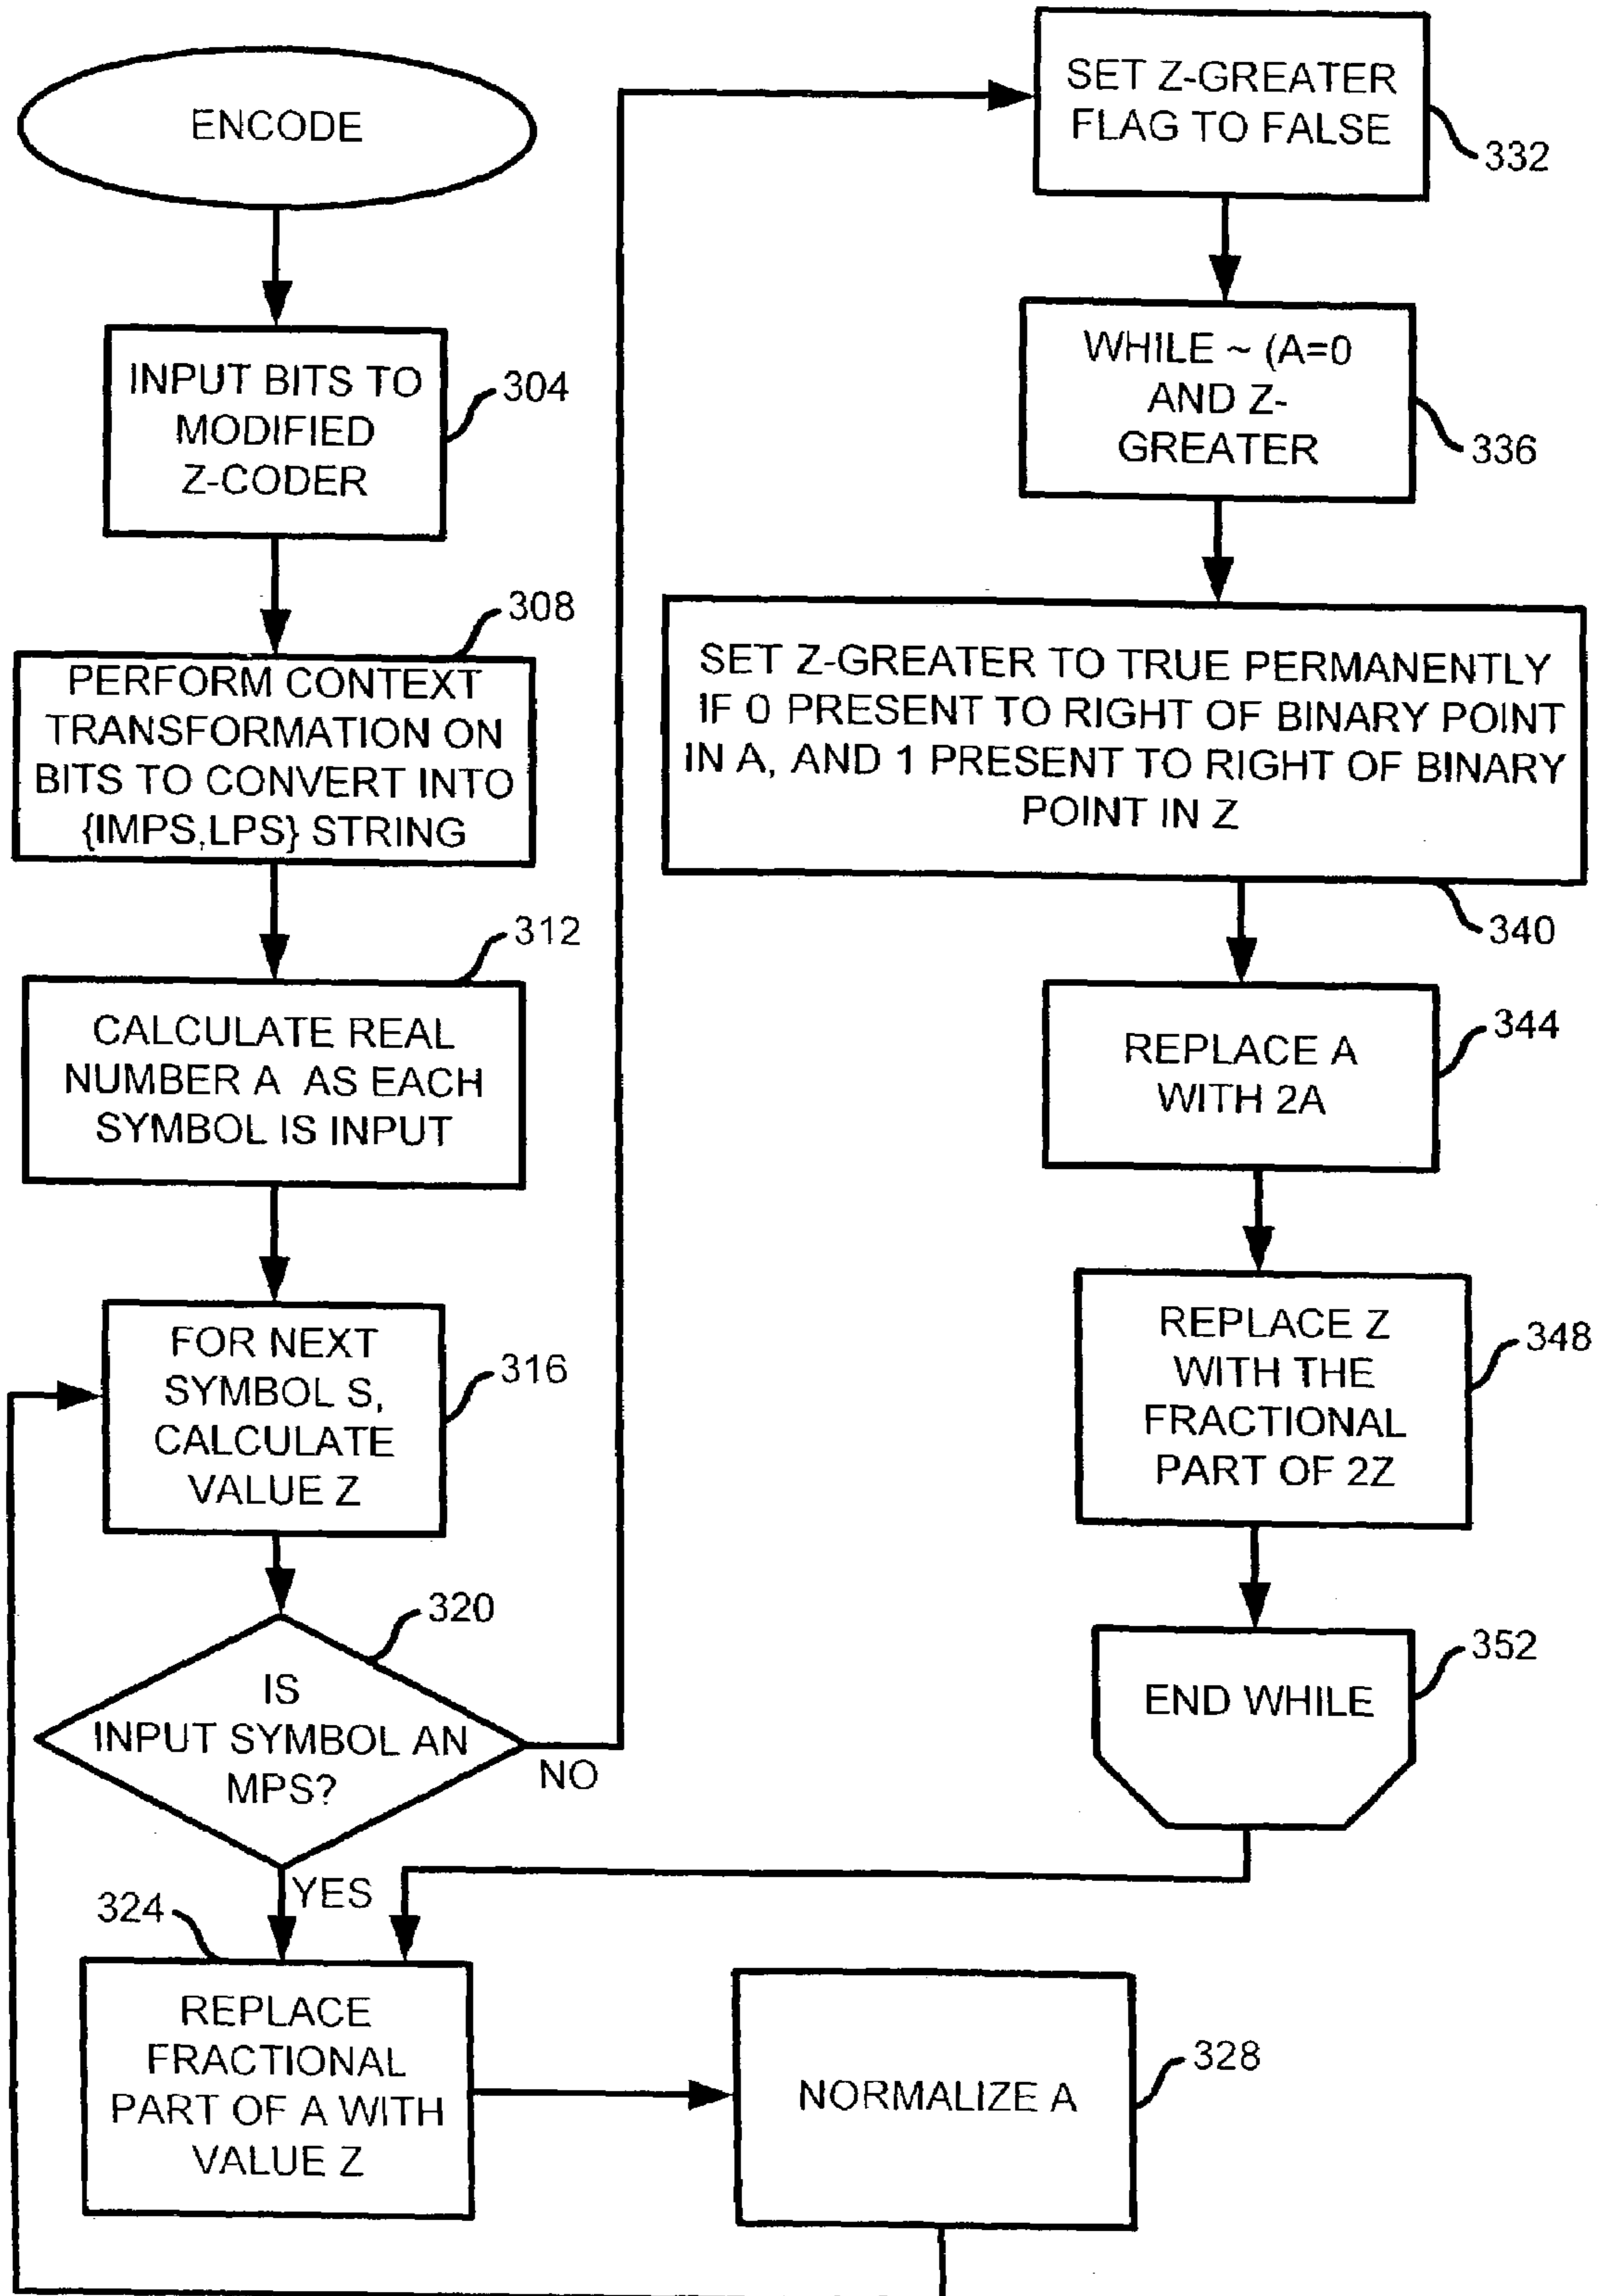 ENCODE
INPUT BITS TO
MODIFIED
Z-CODER
304
308
PERFORM CONTEXT
TRANSFORMATION ON
BITS TO CONVERT INTO
{IMPS,LPS} STRING
312
CALCULATE REAL
NUMBER A AS EACH
SYMBOL IS INPUT
FOR NEXT
SYMBOL S,
CALCULATE
VALUE Z
316
320
IS
INPUT SYMBOL AN
MPS?
NO
YES
324
REPLACE
FRACTIONAL
PART OF A WITH
VALUE Z
NORMALIZE A
328
SET Z-GREATER
FLAG TO FALSE
332
WHILE ~ (A=0
AND Z-
GREATER
336
SET Z-GREATER TO TRUE PERMANENTLY
IF 0 PRESENT TO RIGHT OF BINARY POINT
IN A, AND 1 PRESENT TO RIGHT OF BINARY
POINT IN Z
340
REPLACE A
WITH 2A
344
REPLACE Z
WITH THE
FRACTIONAL
PART OF 2Z
348
END WHILE
352